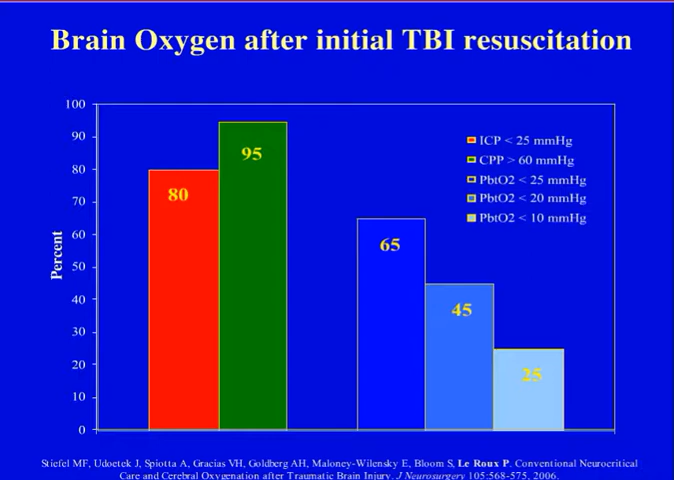 Brain Oxygen after initial TBI resuscitation
100
90
80
70
60
50
40
30
20
10
0
Percent
80
95
65
45
25
ICP < 25 mmHg
CPP > 60 mmHg
PbtO2 < 25 mmHg
PbtO2 < 20 mmHg
PbtO2 < 10 mmHg
Stiefel MF, Udoetek J, Spiotta A, Gracias VH, Goldberg AH, Maloney-Wilensky E, Bloom S, Le Roux P. Conventional Neurocritical
Care and Cerebral Oxygenation after Traumatic Brain Injury. J Neurosurgery 105:568-575, 2006.